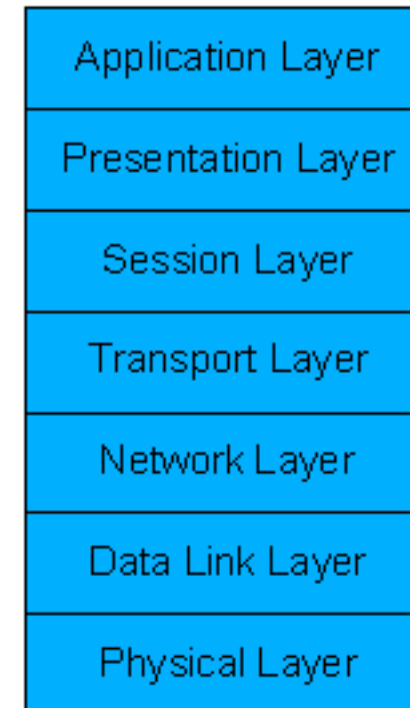 Application Layer
Presentation Layer
Session Layer
Transport Layer
Network Layer
Data Link Layer
Physical Layer